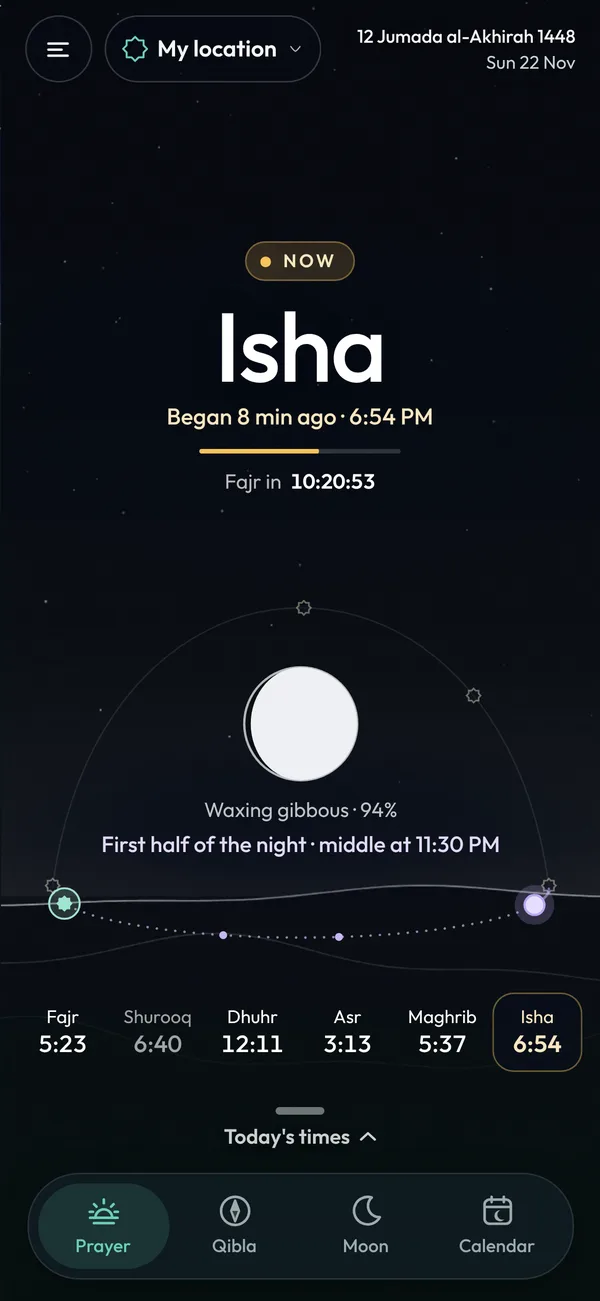 My location
12 Jumada al-Akhirah 1448
Sun 22 Nov
NOW
Isha
Began 8 min ago · 6:54 PM
Fajr in 10:20:53
Waxing gibbous · 94%
First half of the night · middle at 11:30 PM
Fajr Shurooq Dhuhr Asr Maghrib Isha
5:23 6:40 12:11 3:13 5:37 6:54
Today's times
Prayer Qibla Moon Calendar